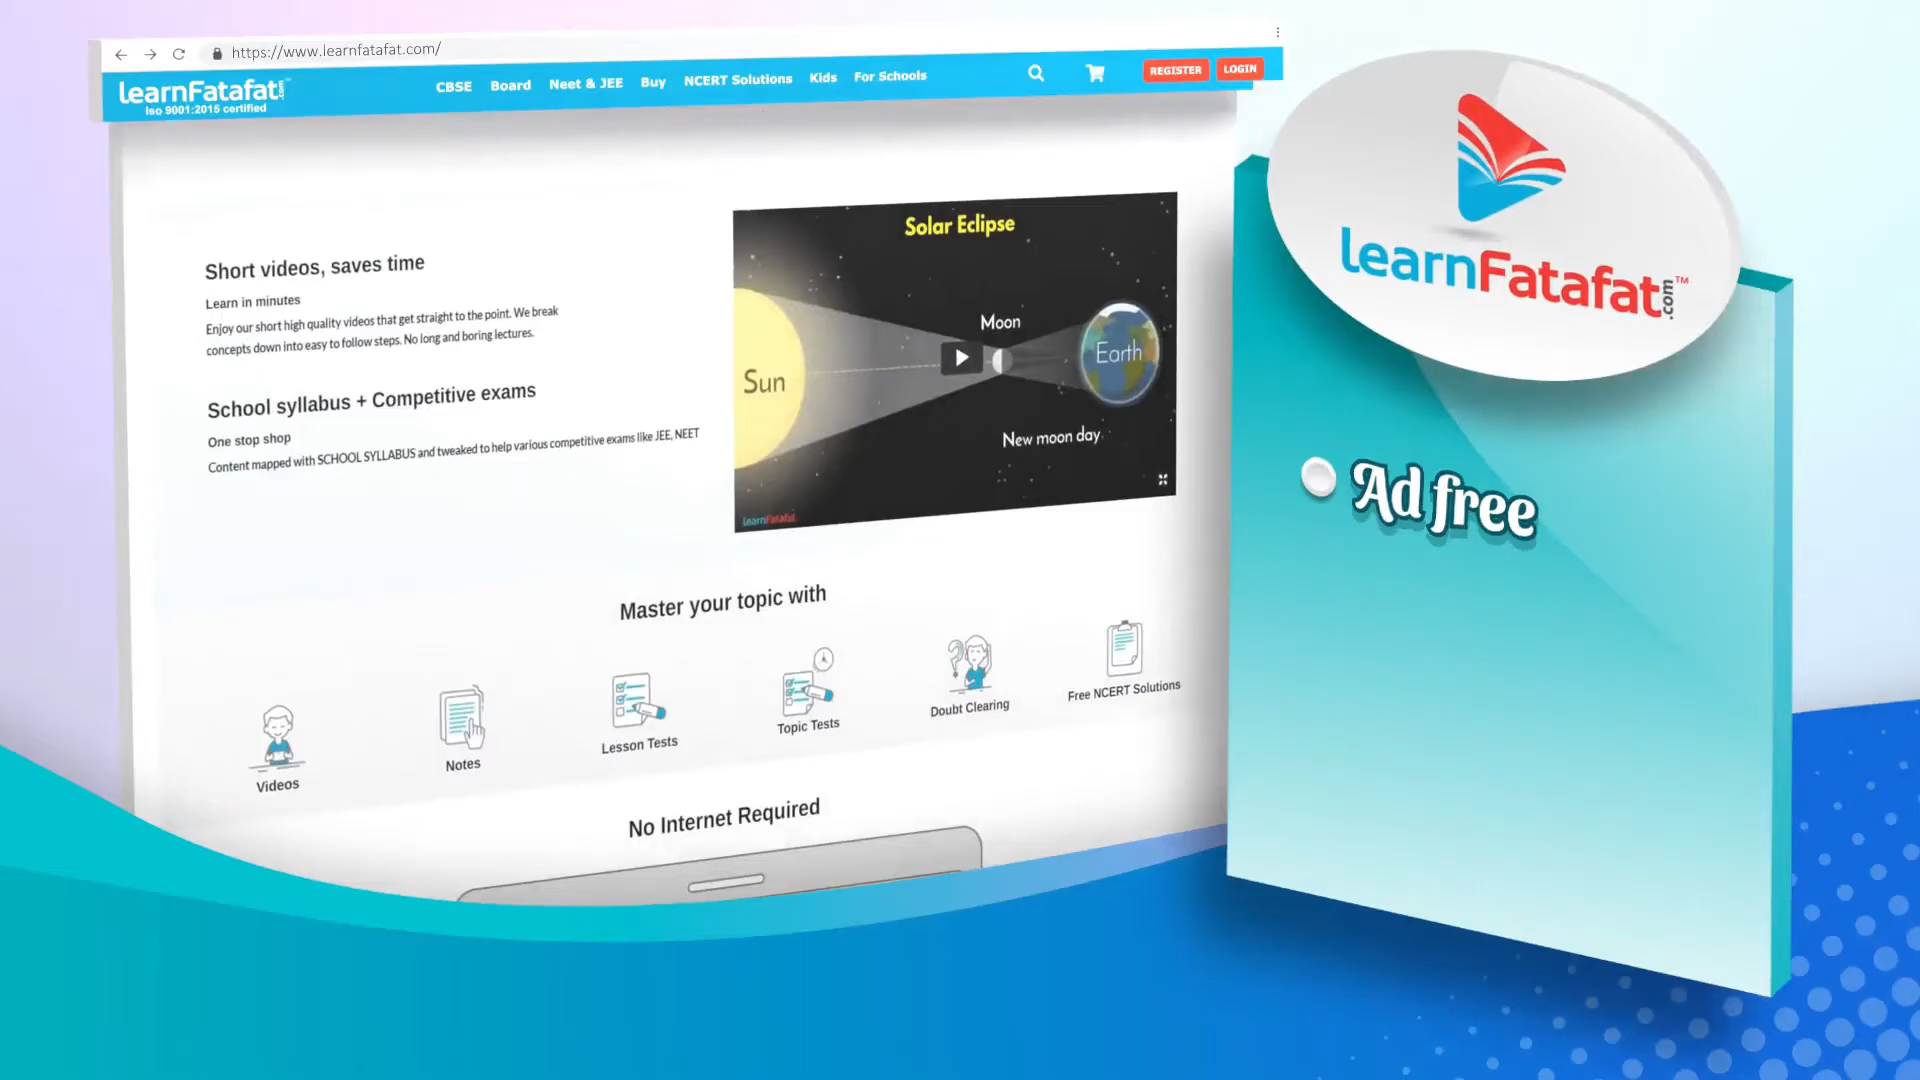 https://www.learnfatafat.com/
learnFatafat.com
Iso 9001:2015 certified
CBSE
Board
Neet & JEE
Buy
NCERT Solutions
Kids
For Schools
REGISTER
LOGIN
Short videos, saves time
Learn in minutes
Enjoy our short high quality videos that get straight to the point. We break
concepts down into easy to follow steps. No long and boring lectures.
School syllabus + Competitive exams
One stop shop
Content mapped with SCHOOL SYLLABUS and tweaked to help various competitive exams like JEE, NEET
Solar Eclipse
Moon
Sun
Earth
New moon day
learnFatafat
Master your topic with
Videos
Notes
Lesson Tests
Topic Tests
Doubt Clearing
Free NCERT Solutions
No Internet Required
learnFatafat.com™
Ad free